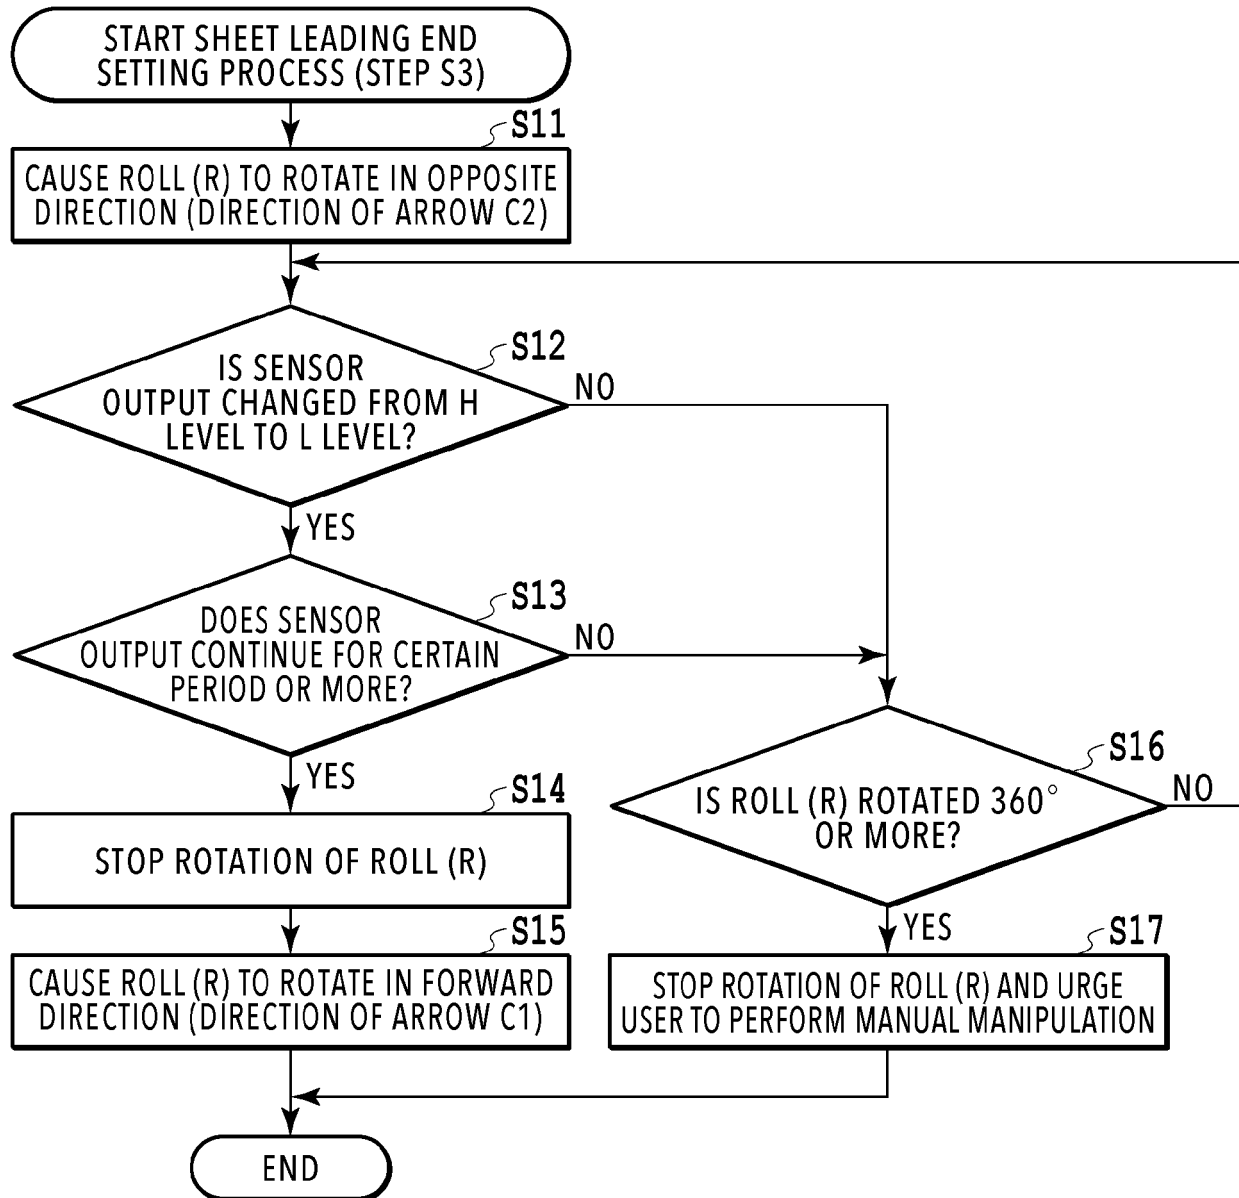 START SHEET LEADING END
SETTING PROCESS (STEP S3)
S11
CAUSE ROLL (R) TO ROTATE IN OPPOSITE
DIRECTION (DIRECTION OF ARROW C2)
S12
IS SENSOR
OUTPUT CHANGED FROM H
LEVEL TO L LEVEL?
NO
YES
S13
DOES SENSOR
OUTPUT CONTINUE FOR CERTAIN
PERIOD OR MORE?
NO
YES
S14
STOP ROTATION OF ROLL (R)
S15
CAUSE ROLL (R) TO ROTATE IN FORWARD
DIRECTION (DIRECTION OF ARROW C1)
S16
IS ROLL (R) ROTATED 360°
OR MORE?
NO
YES
S17
STOP ROTATION OF ROLL (R) AND URGE
USER TO PERFORM MANUAL MANIPULATION
END